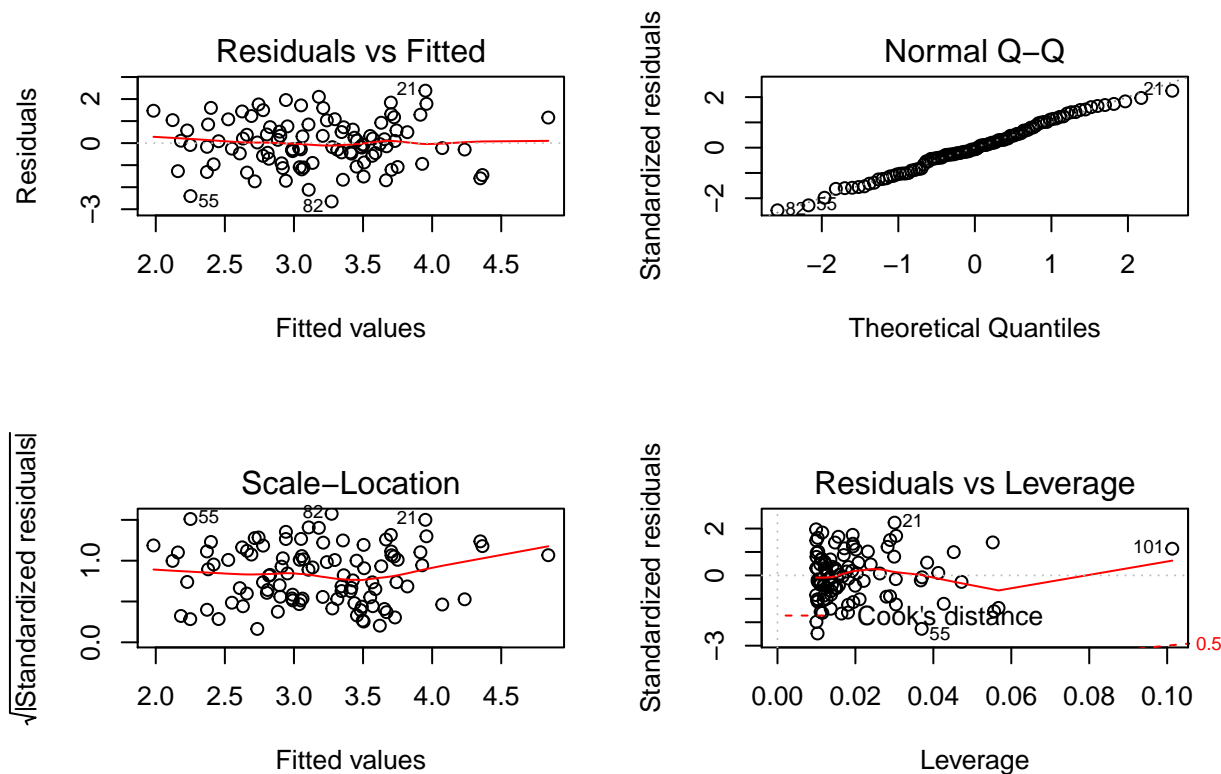 Residuals vs Fitted
Residuals
2
0
−3
21
55
82
2.0 2.5 3.0 3.5 4.0 4.5
Fitted values
Normal Q−Q
Standardized residuals
2
0
−2
21
82
55
−2 −1 0 1 2
Theoretical Quantiles
Scale−Location
√|Standardized residuals|
1.0
0.0
55
82
21
2.0 2.5 3.0 3.5 4.0 4.5
Fitted values
Residuals vs Leverage
Standardized residuals
2
0
−3
21
101
Cook's distance
55
0.5
0.00 0.02 0.04 0.06 0.08 0.10
Leverage